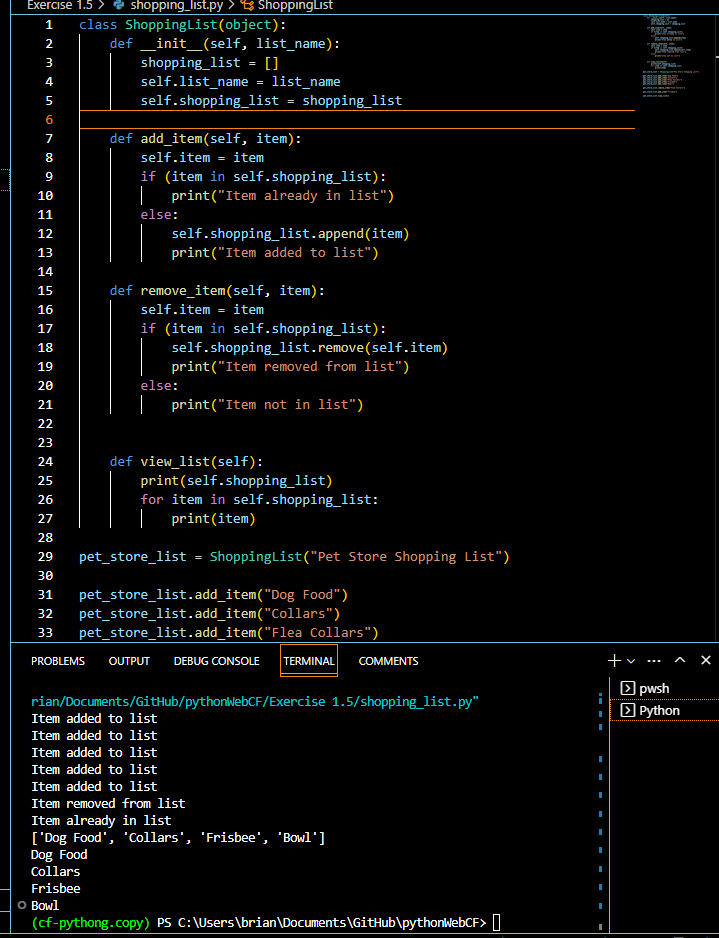 Exercise 1.5 > shopping_list.py > ShoppingList
1 class ShoppingList(object):
2     def __init__(self, list_name):
3         shopping_list = []
4         self.list_name = list_name
5         self.shopping_list = shopping_list
6
7     def add_item(self, item):
8         self.item = item
9         if (item in self.shopping_list):
10             print("Item already in list")
11         else:
12             self.shopping_list.append(item)
13             print("Item added to list")
14
15     def remove_item(self, item):
16         self.item = item
17         if (item in self.shopping_list):
18             self.shopping_list.remove(self.item)
19             print("Item removed from list")
20         else:
21             print("Item not in list")
22
23
24     def view_list(self):
25         print(self.shopping_list)
26         for item in self.shopping_list:
27             print(item)
28
29 pet_store_list = ShoppingList("Pet Store Shopping List")
30
31 pet_store_list.add_item("Dog Food")
32 pet_store_list.add_item("Collars")
33 pet_store_list.add_item("Flea Collars")
PROBLEMS OUTPUT DEBUG CONSOLE TERMINAL COMMENTS
pwsh
Python
rian/Documents/GitHub/pythonWebCF/Exercise 1.5/shopping_list.py"
Item added to list
Item added to list
Item added to list
Item added to list
Item added to list
Item removed from list
Item already in list
['Dog Food', 'Collars', 'Frisbee', 'Bowl']
Dog Food
Collars
Frisbee
Bowl
(cf-pythong.copy) PS C:\Users\brian\Documents\GitHub\pythonWebCF>